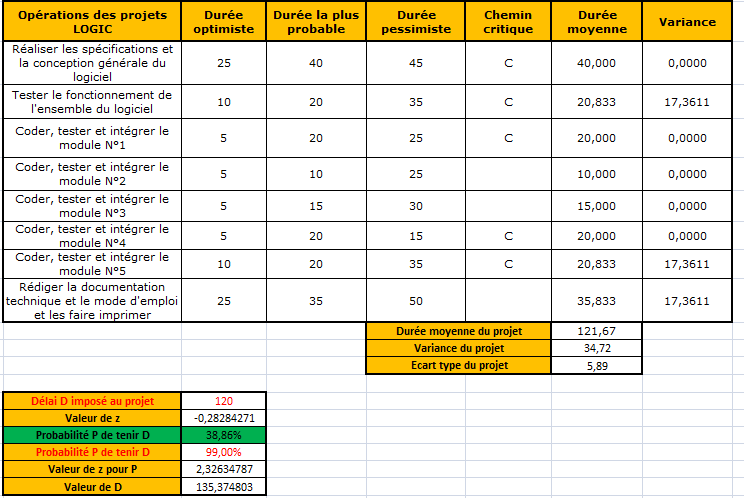 Opérations des projets LOGIC Durée optimiste Durée la plus probable Durée pessimiste Chemin critique Durée moyenne Variance
Réaliser les spécifications et la conception générale du logiciel 25 40 45 C 40,000 0,0000
Tester le fonctionnement de l'ensemble du logiciel 10 20 35 C 20,833 17,3611
Coder, tester et intégrer le module N°1 5 20 25 C 20,000 0,0000
Coder, tester et intégrer le module N°2 5 10 25 10,000 0,0000
Coder, tester et intégrer le module N°3 5 15 30 15,000 0,0000
Coder, tester et intégrer le module N°4 5 20 15 C 20,000 0,0000
Coder, tester et intégrer le module N°5 10 20 35 C 20,833 17,3611
Rédiger la documentation technique et le mode d'emploi et les faire imprimer 25 35 50 35,833 17,3611
Durée moyenne du projet 121,67
Variance du projet 34,72
Ecart type du projet 5,89
Délai D imposé au projet 120
Valeur de z -0,28284271
Probabilité P de tenir D 38,86%
Probabilité P de tenir D 99,00%
Valeur de z pour P 2,32634787
Valeur de D 135,374803